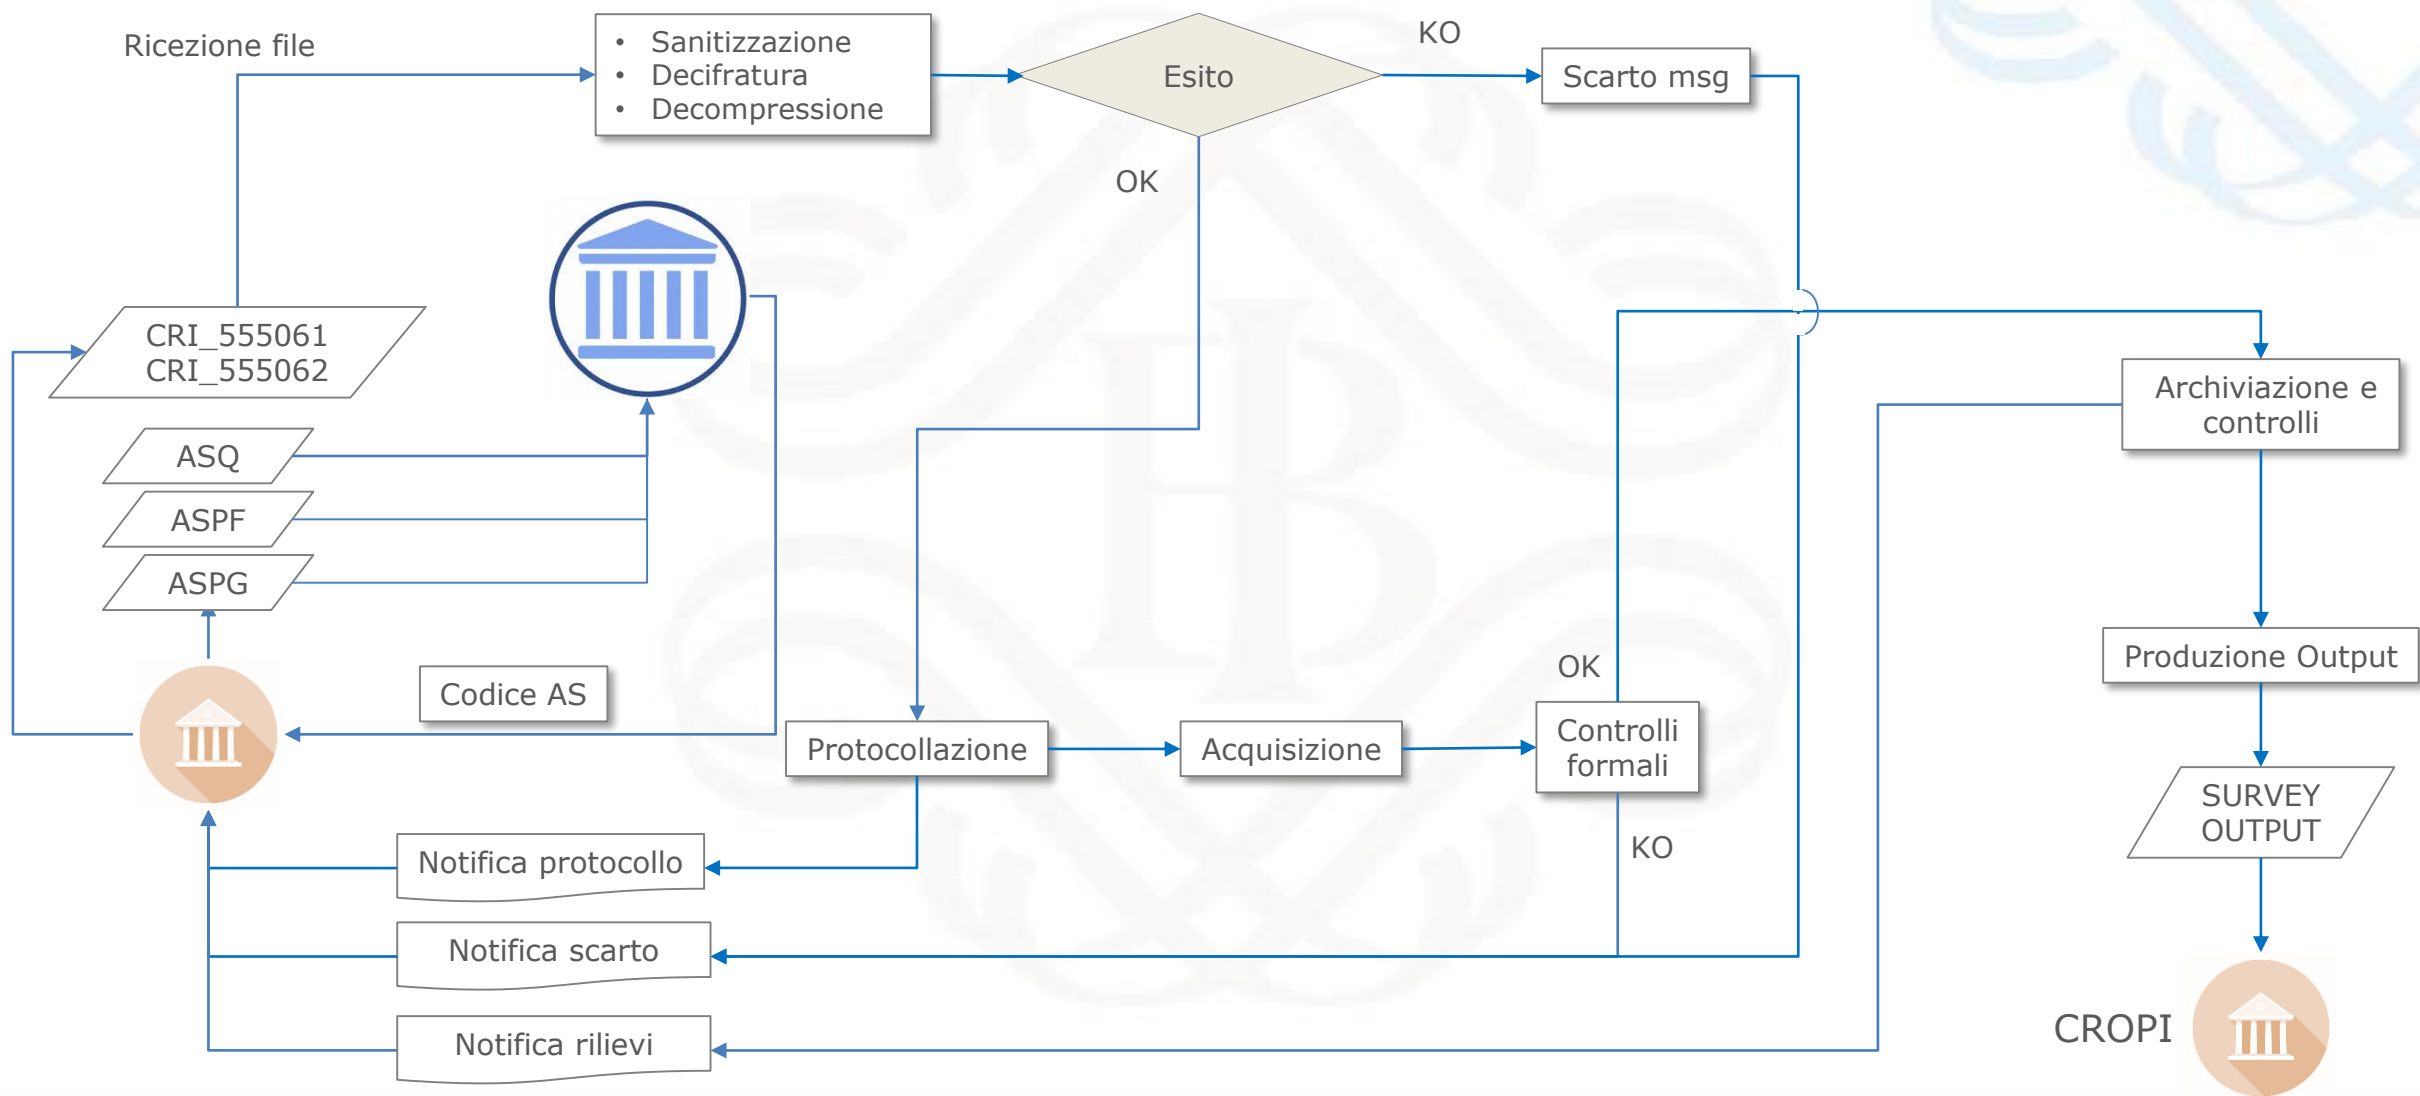 Ricezione file
• Sanitizzazione
• Decifratura
• Decompressione
Esito
KO
Scarto msg
OK
CRI_555061
CRI_555062
ASQ
ASPF
ASPG
Archiviazione e
controlli
Codice AS
Protocollazione
Acquisizione
OK
Controlli
formali
KO
Produzione Output
SURVEY
OUTPUT
Notifica protocollo
Notifica scarto
Notifica rilievi
CROPI